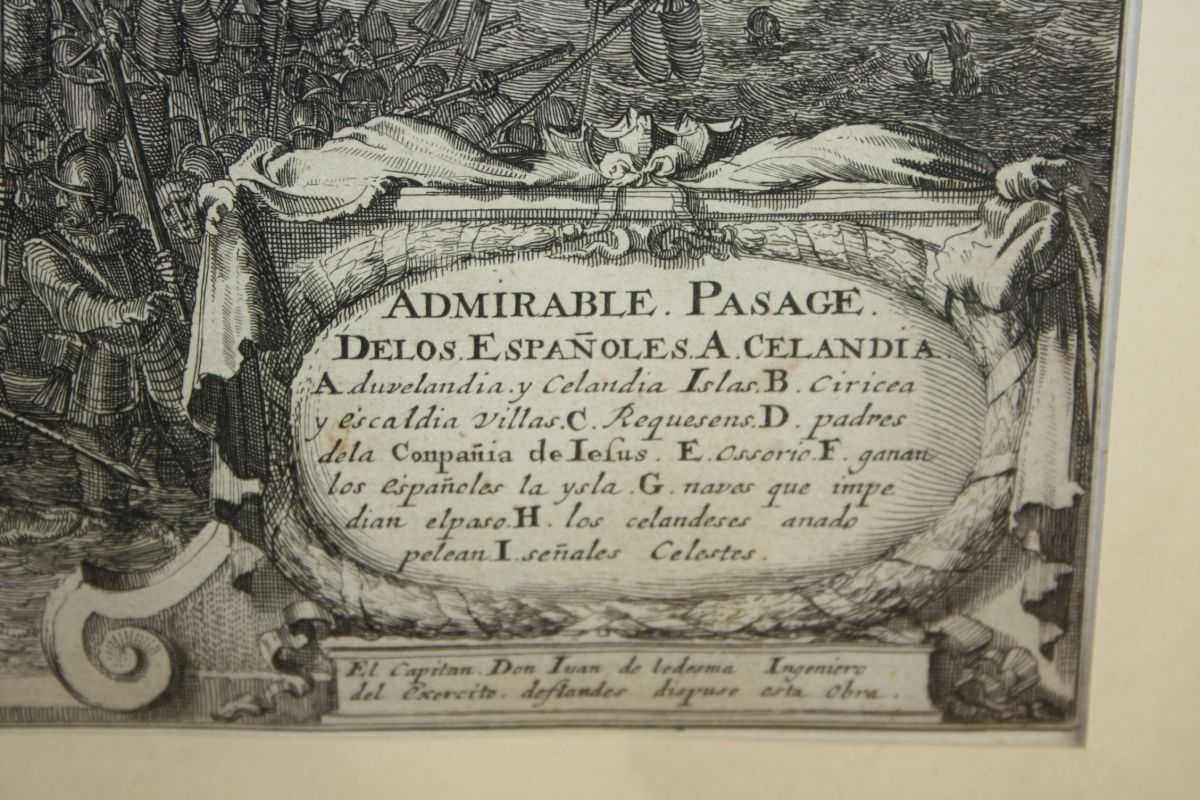 ADMIRABLE. PASAGE.
DELOS. ESPAÑOLES. A. CELANDIA.
A. duvelandia. y Celandia Islas. B. Ciricea
y escaldia villas. C. Requesens. D. padres
dela Conpañia de Iesus. E. Ossorio. F. ganan
los españoles la ysla. G. naves que impe
dian elpaso. H. los celandeses anado
pelean I. señales Celestes.
El Capitan. Don Iuan de ledesma Ingeniero
del Exercito. deflandes dispuso esta obra.